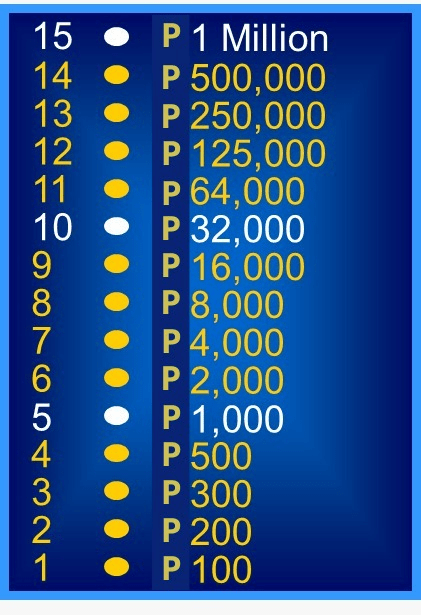 15 P 1 Million
14 P 500,000
13 P 250,000
12 P 125,000
11 P 64,000
10 P 32,000
9 P 16,000
8 P 8,000
7 P 4,000
6 P 2,000
5 P 1,000
4 P 500
3 P 300
2 P 200
1 P 100